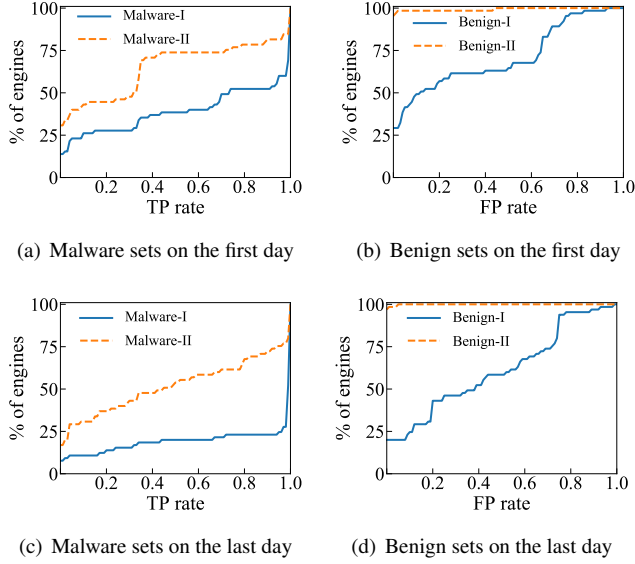 100
75
50
25
0
% of engines
Malware-I
Malware-II
0.2 0.4 0.6 0.8 1.0
TP rate
(a) Malware sets on the first day
100
75
50
25
0
% of engines
Benign-I
Benign-II
0.2 0.4 0.6 0.8 1.0
FP rate
(b) Benign sets on the first day
100
75
50
25
0
% of engines
Malware-I
Malware-II
0.2 0.4 0.6 0.8 1.0
TP rate
(c) Malware sets on the last day
100
75
50
25
0
% of engines
Benign-I
Benign-II
0.2 0.4 0.6 0.8 1.0
FP rate
(d) Benign sets on the last day